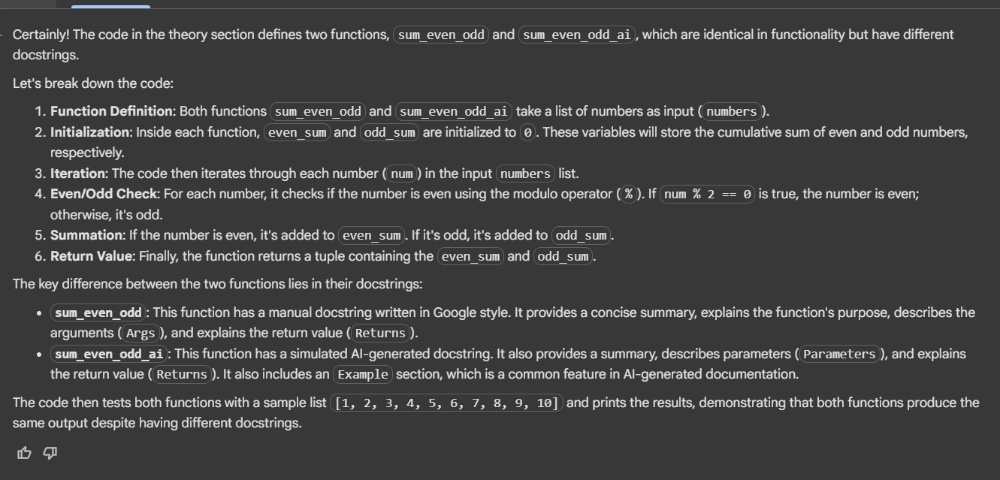 Certainly! The code in the theory section defines two functions, sum_even_odd and sum_even_odd_ai, which are identical in functionality but have different
docstrings.
Let's break down the code:
1. Function Definition: Both functions sum_even_odd and sum_even_odd_ai take a list of numbers as input (numbers).
2. Initialization: Inside each function, even_sum and odd_sum are initialized to 0. These variables will store the cumulative sum of even and odd numbers,
respectively.
3. Iteration: The code then iterates through each number (num) in the input numbers list.
4. Even/Odd Check: For each number, it checks if the number is even using the modulo operator (%). If num % 2 == 0 is true, the number is even;
otherwise, it's odd.
5. Summation: If the number is even, it's added to even_sum. If it's odd, it's added to odd_sum.
6. Return Value: Finally, the function returns a tuple containing the even_sum and odd_sum.
The key difference between the two functions lies in their docstrings:
• sum_even_odd: This function has a manual docstring written in Google style. It provides a concise summary, explains the function's purpose, describes the
arguments (Args), and explains the return value (Returns).
• sum_even_odd_ai: This function has a simulated AI-generated docstring. It also provides a summary, describes parameters (Parameters), and explains
the return value (Returns). It also includes an Example section, which is a common feature in AI-generated documentation.
The code then tests both functions with a sample list [1, 2, 3, 4, 5, 6, 7, 8, 9, 10] and prints the results, demonstrating that both functions produce the
same output despite having different docstrings.